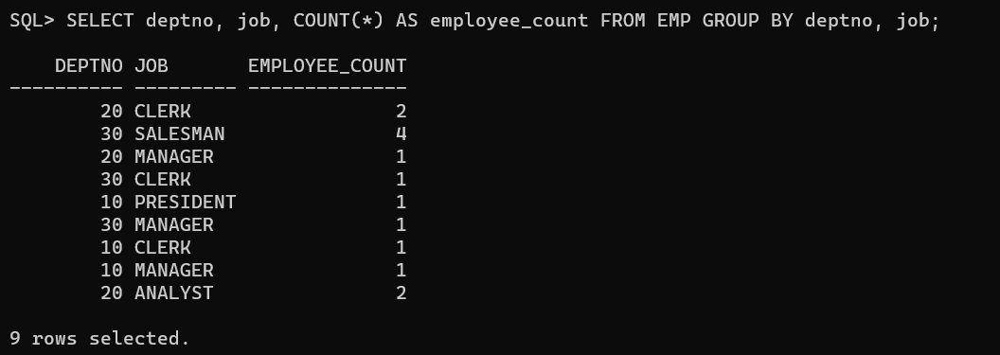 SQL> SELECT deptno, job, COUNT(*) AS employee_count FROM EMP GROUP BY deptno, job;

    DEPTNO JOB       EMPLOYEE_COUNT
---------- --------- --------------
        20 CLERK                  2
        30 SALESMAN               4
        20 MANAGER                1
        30 CLERK                  1
        10 PRESIDENT              1
        30 MANAGER                1
        10 CLERK                  1
        10 MANAGER                1
        20 ANALYST                2

9 rows selected.